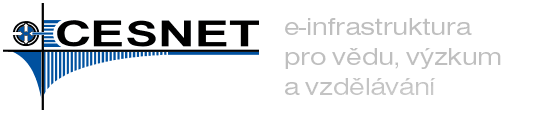 CESNET
e-infrastruktura
pro vědu, výzkum
a vzdělávání